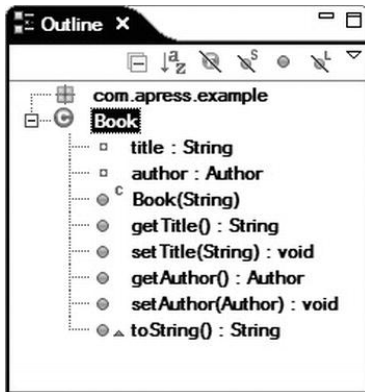 Outline
com.apress.example
Book
title : String
author : Author
Book(String)
getTitle() : String
setTitle(String) : void
getAuthor() : Author
setAuthor(Author) : void
toString() : String